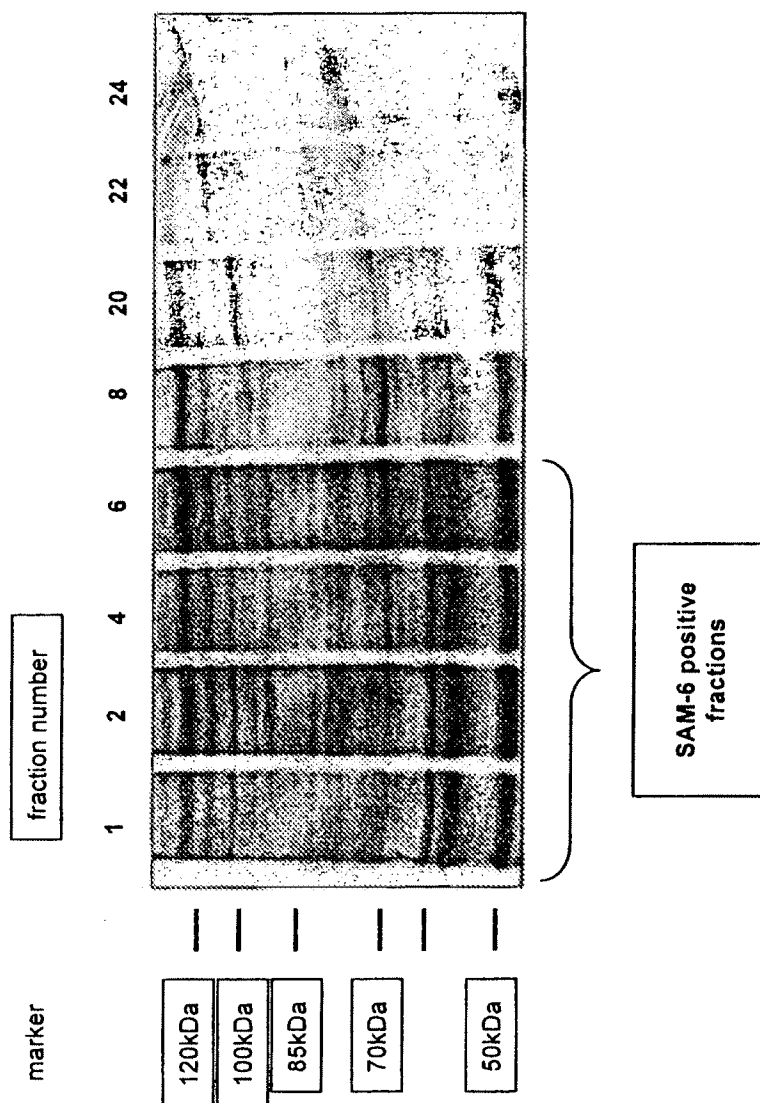 fraction number
marker
1
2
4
6
8
20
22
24
120kDa
100kDa
85kDa
70kDa
50kDa
SAM-6 positive
fractions